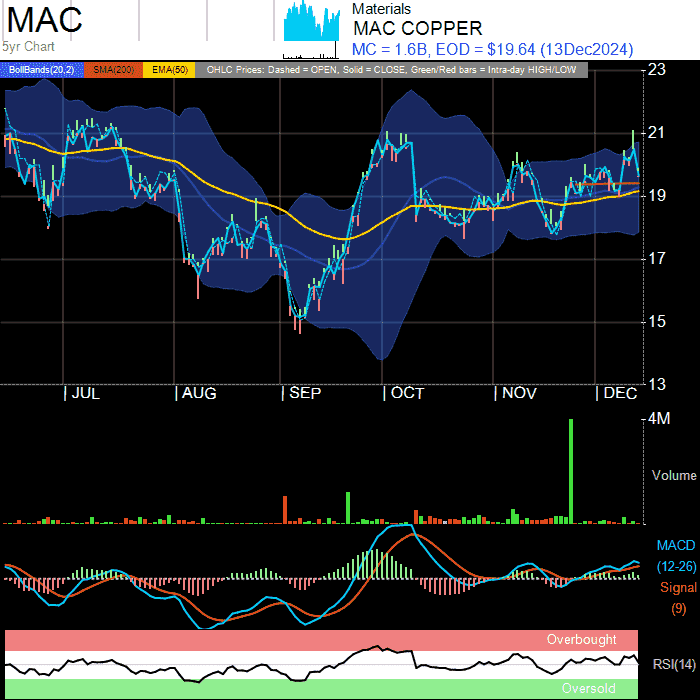 MAC
5yr Chart
Materials
MAC COPPER
MC = 1.6B, EOD = $19.64 (13Dec2024)
BollBands(20,2) SMA(200) EMA(50) OHLC Prices: Dashed = OPEN, Solid = CLOSE, Green/Red bars = Intra-day HIGH/LOW
23
21
19
17
15
13
JUL AUG SEP OCT NOV DEC
4M
Volume
MACD
(12-26)
Signal
(9)
Overbought
RSI(14)
Oversold